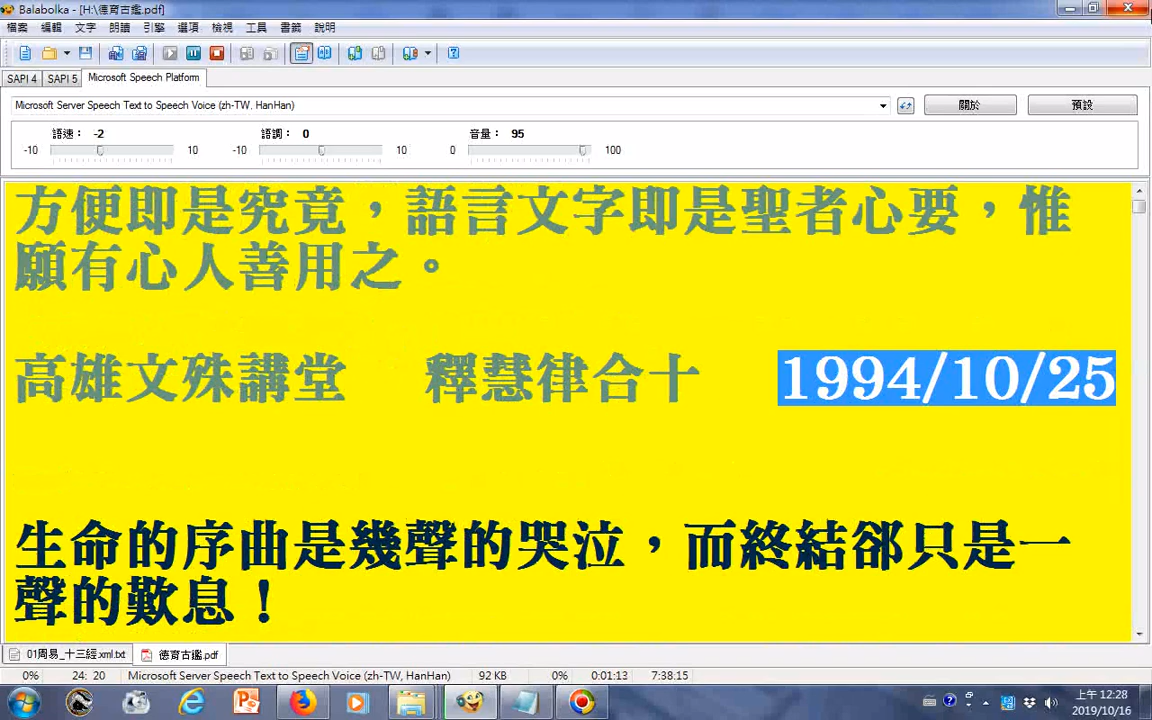 Balabolka - [H:\德育古鑑.pdf]
檔案 編輯 文字 朗讀 引擎 選項 檢視 工具 書籤 說明
SAPI 4 SAPI 5 Microsoft Speech Platform
Microsoft Server Speech Text to Speech Voice (zh-TW, HanHan) 關於 預設
語速： -2 語調： 0 音量： 95
-10 10 -10 10 0 100
方便即是究竟，語言文字即是聖者心要，惟
願有心人善用之。
高雄文殊講堂 釋慧律合十 1994/10/25
生命的序曲是幾聲的哭泣，而終結卻只是一
聲的歎息！
01周易_十三經.xml.txt 德育古鑑.pdf
0% 24: 20 Microsoft Server Speech Text to Speech Voice (zh-TW, HanHan) 92 KB 0% 0:01:13 7:38:15
上午 12:28
2019/10/16